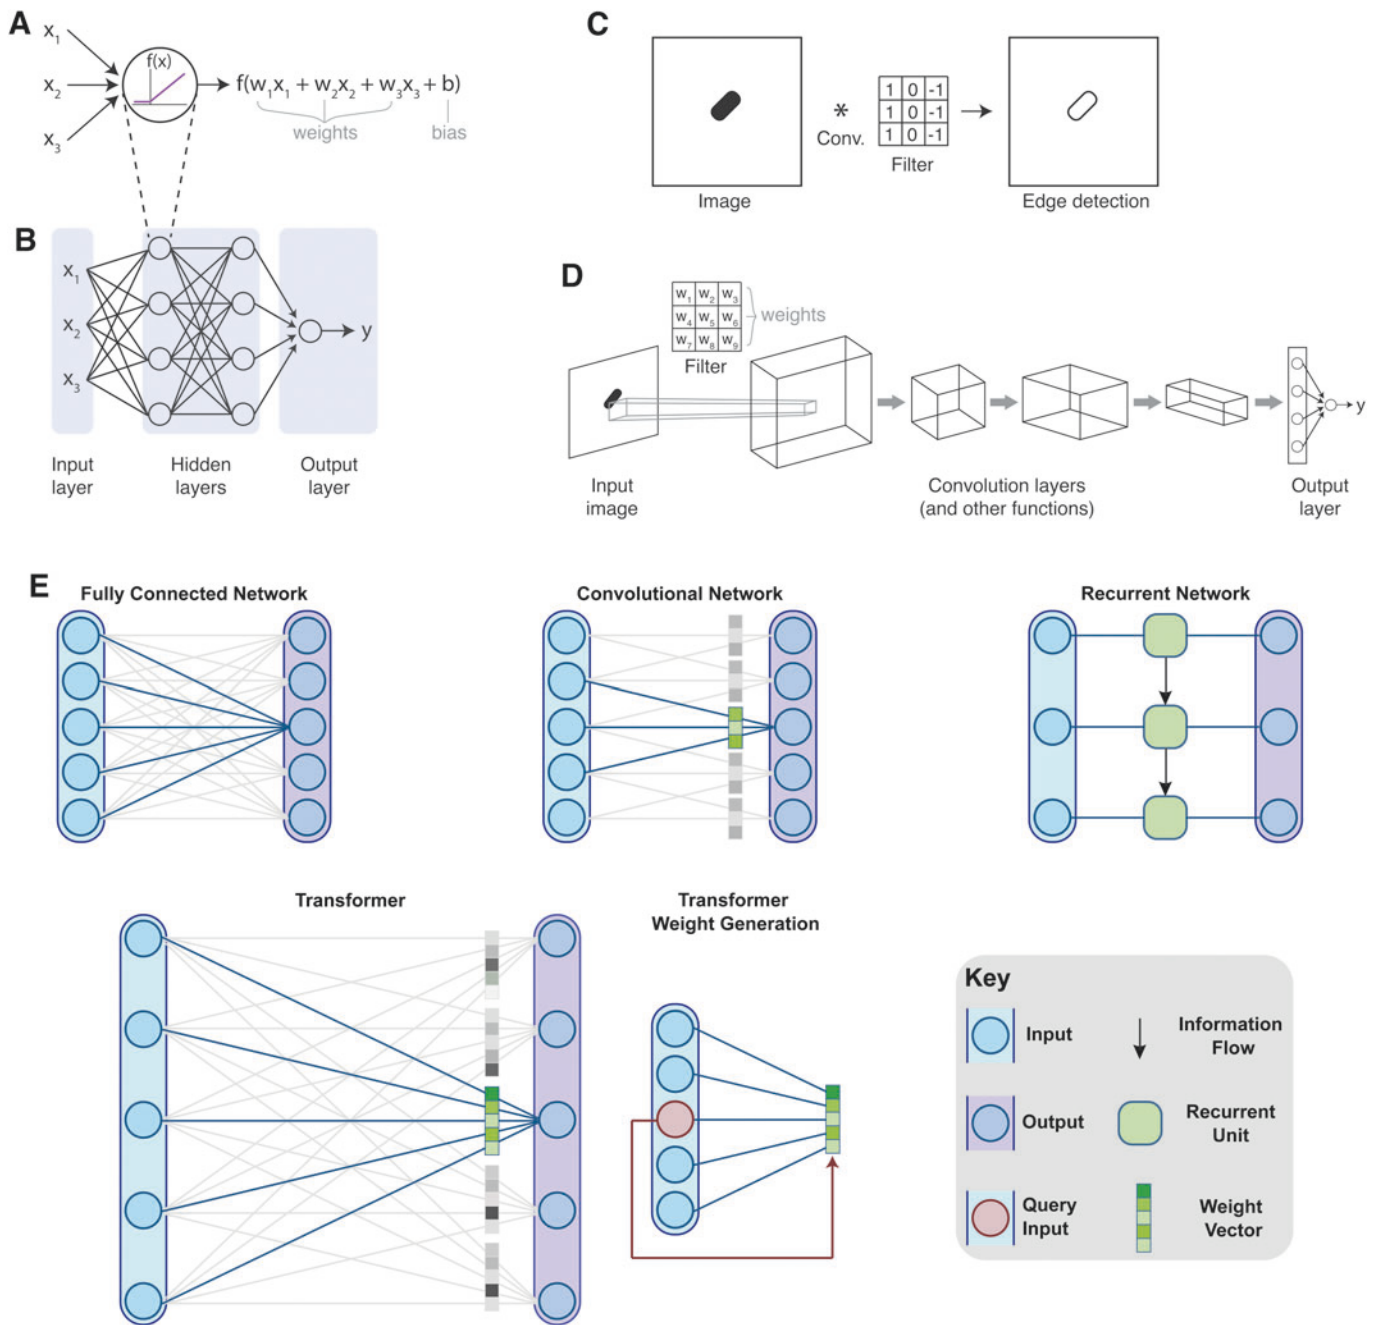 A
x₁
x₂
x₃
f(x)
f(w₁x₁ + w₂x₂ + w₃x₃ + b)
weights
bias
B
x₁
x₂
x₃
y
Input
layer
Hidden
layers
Output
layer
C
*
Conv.
1 0 -1
1 0 -1
1 0 -1
Filter
Image
Edge detection
D
w₁ w₂ w₃
w₄ w₅ w₆
w₇ w₈ w₉
weights
Filter
y
Input
image
Convolution layers
(and other functions)
Output
layer
E
Fully Connected Network
Convolutional Network
Recurrent Network
Transformer
Transformer
Weight Generation
Key
Input
Information
Flow
Output
Recurrent
Unit
Query
Input
Weight
Vector